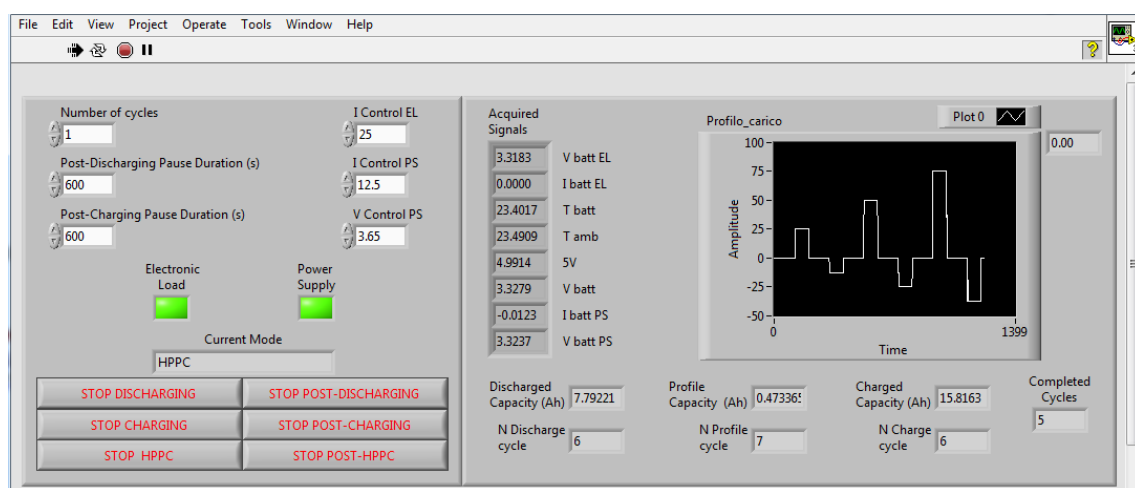 File Edit View Project Operate Tools Window Help
Number of cycles
1
I Control EL
25
Post-Discharging Pause Duration (s)
600
I Control PS
12.5
Post-Charging Pause Duration (s)
600
V Control PS
3.65
Electronic
Load
Power
Supply
Current Mode
HPPC
STOP DISCHARGING
STOP POST-DISCHARGING
STOP CHARGING
STOP POST-CHARGING
STOP HPPC
STOP POST-HPPC
Acquired
Signals
3.3183 V batt EL
0.0000 I batt EL
23.4017 T batt
23.4909 T amb
4.9914 5V
3.3279 V batt
-0.0123 I batt PS
3.3237 V batt PS
Profilo_carico
Plot 0
0.00
Amplitude
100
75
50
25
0
-25
-50
0
1399
Time
Discharged
Capacity (Ah)
7.79221
Profile
Capacity (Ah)
0.47336
Charged
Capacity (Ah)
15.8163
Completed
Cycles
5
N Discharge
cycle
6
N Profile
cycle
7
N Charge
cycle
6